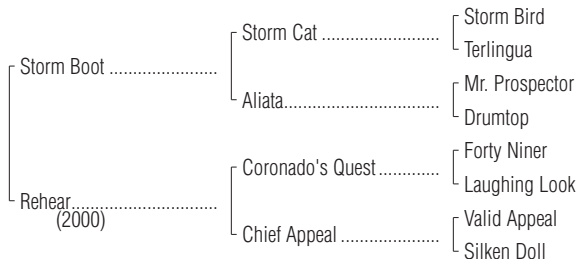 Storm Bird
Storm Cat ........................
Terlingua
Storm Boot ......................
Mr. Prospector
Aliata................................
Drumtop
Forty Niner
Coronado's Quest ............
Laughing Look
Rehear..............................
(2000)
Valid Appeal
Chief Appeal ....................
Silken Doll